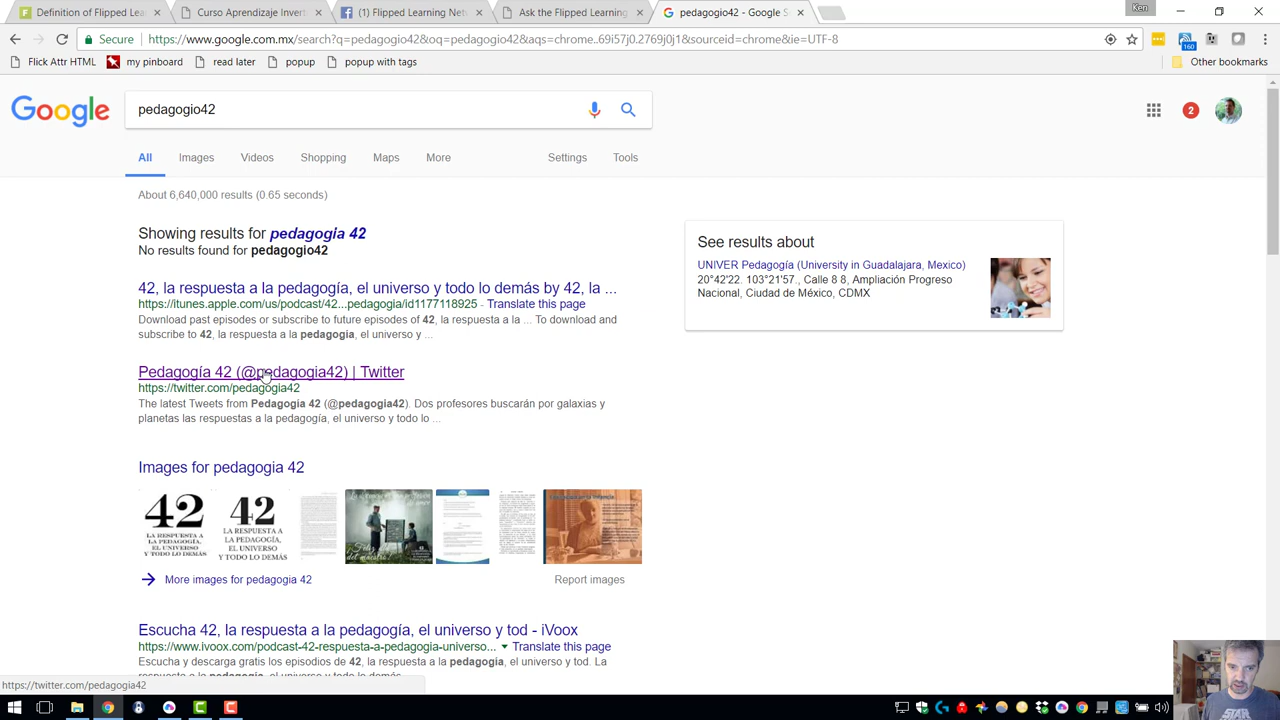 Definition of Flipped Lear
Curso Aprendizaje Invert
(1) Flipped Learning Netw
Ask the Flipped Learning
pedagogio42 - Google S
Ken
Secure
https://www.google.com.mx/search?q=pedagogio42&oq=pedagogio42&aqs=chrome..69i57j0.2769j0j1&sourceid=chrome&ie=UTF-8
160
Flick Attr HTML
my pinboard
read later
popup
popup with tags
Other bookmarks
Google
pedagogio42
2
All
Images
Videos
Shopping
Maps
More
Settings
Tools
About 6,640,000 results (0.65 seconds)
Showing results for pedagogia 42
No results found for pedagogio42
See results about
UNIVER Pedagogía (University in Guadalajara, Mexico)
20°42'22. 103°21'57., Calle 8 8, Ampliación Progreso
Nacional, Ciudad de México, CDMX
42, la respuesta a la pedagogía, el universo y todo lo demás by 42, la ...
https://itunes.apple.com/us/podcast/42...pedagogia/id1177118925 - Translate this page
Download past episodes or subscribe to future episodes of 42, la respuesta a la ... To download and
subscribe to 42, la respuesta a la pedagogía, el universo y ...
Pedagogía 42 (@pedagogia42) | Twitter
https://twitter.com/pedagogia42
The latest Tweets from Pedagogía 42 (@pedagogia42). Dos profesores buscarán por galaxias y
planetas las respuestas a la pedagogía, el universo y todo lo ...
Images for pedagogia 42
42
LA RESPUESTA A
LA PEDAGOGÍA,
EL UNIVERSO
Y TODO LO DEMÁS
42
LA RESPUESTA A
LA PEDAGOGÍA,
EL UNIVERSO
Y TODO LO DEMÁS
More images for pedagogia 42
Report images
Escucha 42, la respuesta a la pedagogía, el universo y tod - iVoox
https://www.ivoox.com/podcast-42-respuesta-a-pedagogia-universo...
Translate this page
Escucha y descarga gratis los episodios de 42, la respuesta a la pedagogía, el universo y tod. La
respuesta a la pedagogía, el universo y todo lo demás
https://twitter.com/pedagogia42